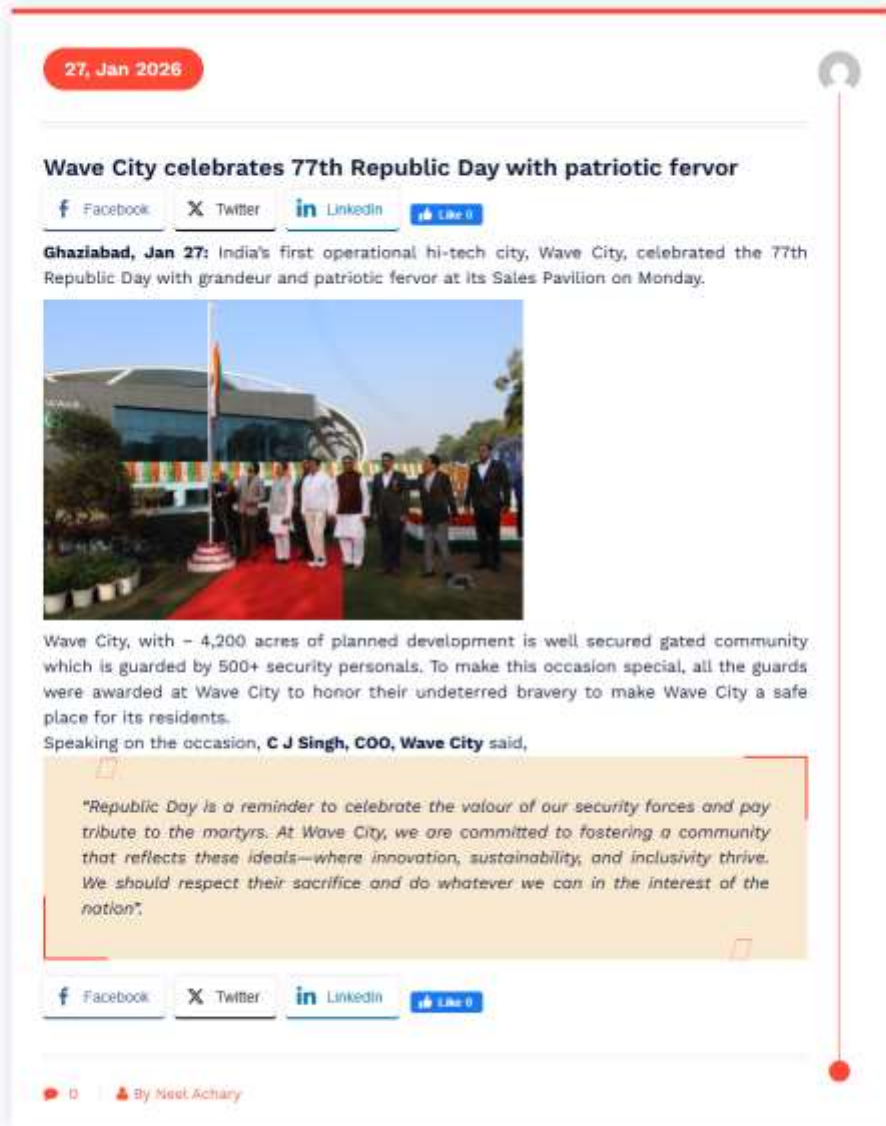 27, Jan 2026
Wave City celebrates 77th Republic Day with patriotic fervor
Facebook Twitter LinkedIn Like 0
Ghaziabad, Jan 27: India's first operational hi-tech city, Wave City, celebrated the 77th
Republic Day with grandeur and patriotic fervor at its Sales Pavilion on Monday.
WAVE
Wave City, with – 4,200 acres of planned development is well secured gated community
which is guarded by 500+ security personals. To make this occasion special, all the guards
were awarded at Wave City to honor their undeterred bravery to make Wave City a safe
place for its residents.
Speaking on the occasion, C J Singh, COO, Wave City said,
"Republic Day is a reminder to celebrate the valour of our security forces and pay
tribute to the martyrs. At Wave City, we are committed to fostering a community
that reflects these ideals—where innovation, sustainability, and inclusivity thrive.
We should respect their sacrifice and do whatever we can in the interest of the
nation".
Facebook Twitter LinkedIn Like 0
0 By Neel Achary